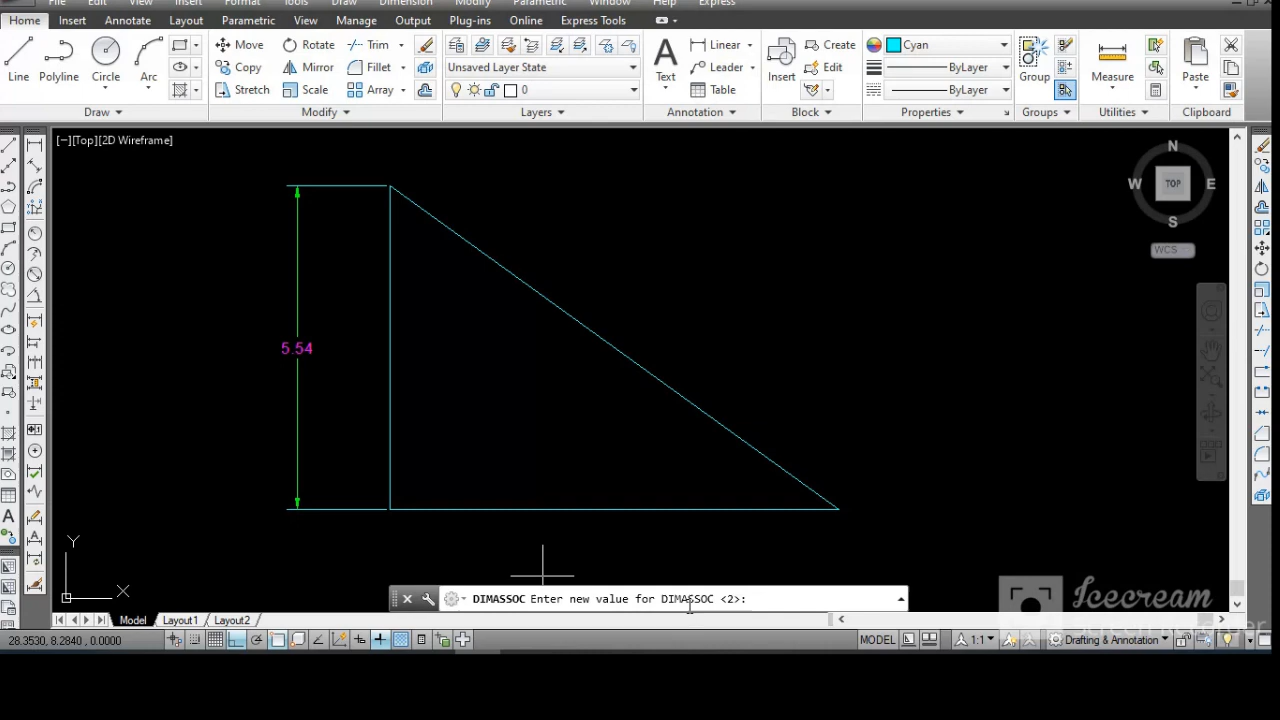 File Edit View Insert Format Tools Draw Dimension Modify Parametric Window Help Express
Home Insert Annotate Layout Parametric View Manage Output Plug-ins Online Express Tools
Line Polyline Circle Arc
Move Rotate Trim
Copy Mirror Fillet
Stretch Scale Array
Unsaved Layer State
0
Text Linear
Leader
Table
Insert Create
Edit
Cyan
ByLayer
ByLayer
Group Measure Paste
Draw Modify Layers Annotation Block Properties Groups Utilities Clipboard
[−][Top][2D Wireframe]
N
W TOP E
S
WCS
5.54
Y
X
DIMASSOC Enter new value for DIMASSOC <2>:
Icecream
Model Layout1 Layout2
28.3530, 8.2840, 0.0000 MODEL 1:1 Drafting & Annotation